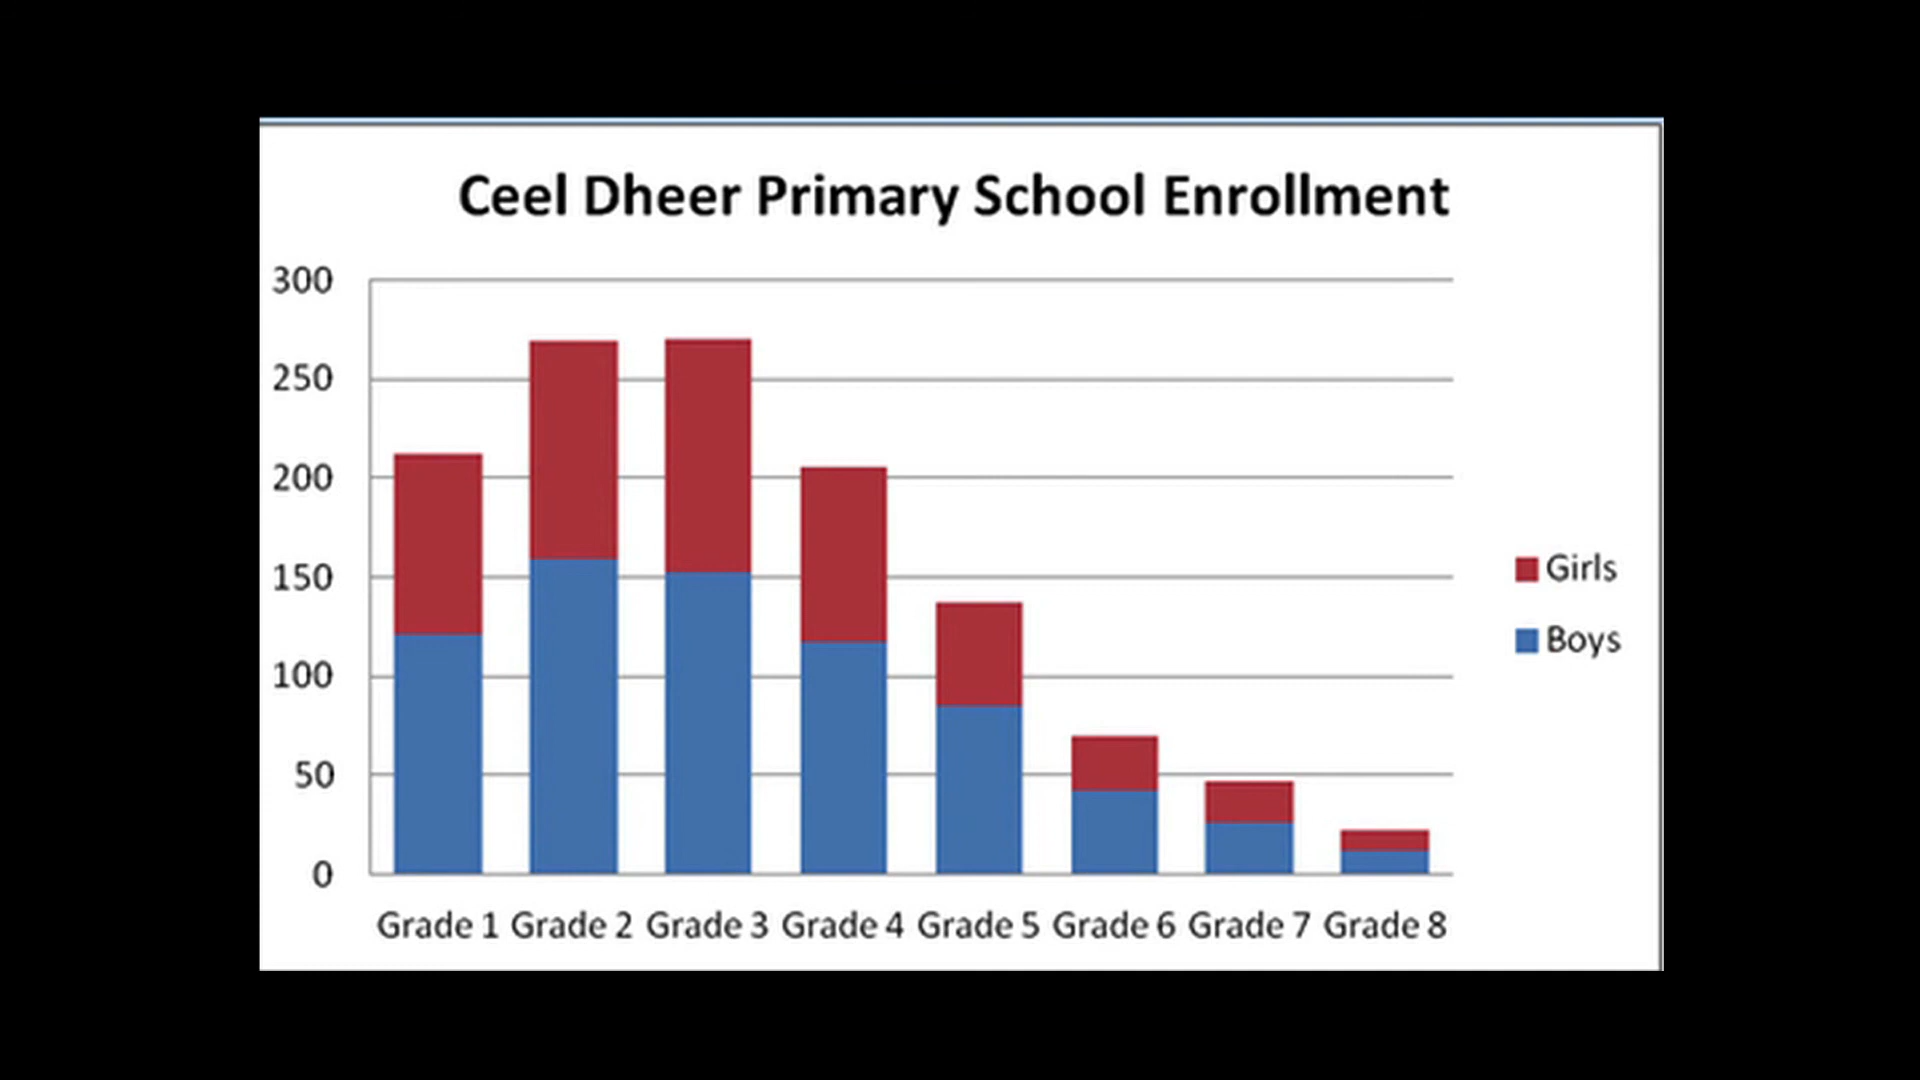 Ceel Dheer Primary School Enrollment
300
250
200
150
100
50
0
Grade 1 Grade 2 Grade 3 Grade 4 Grade 5 Grade 6 Grade 7 Grade 8
Girls
Boys